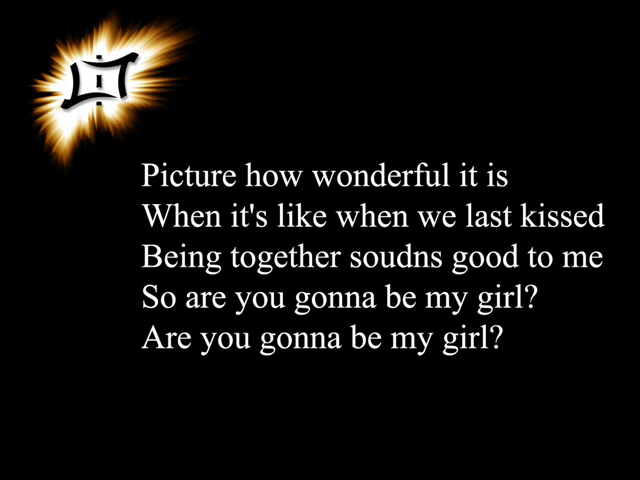 Picture how wonderful it is
When it's like when we last kissed
Being together soudns good to me
So are you gonna be my girl?
Are you gonna be my girl?